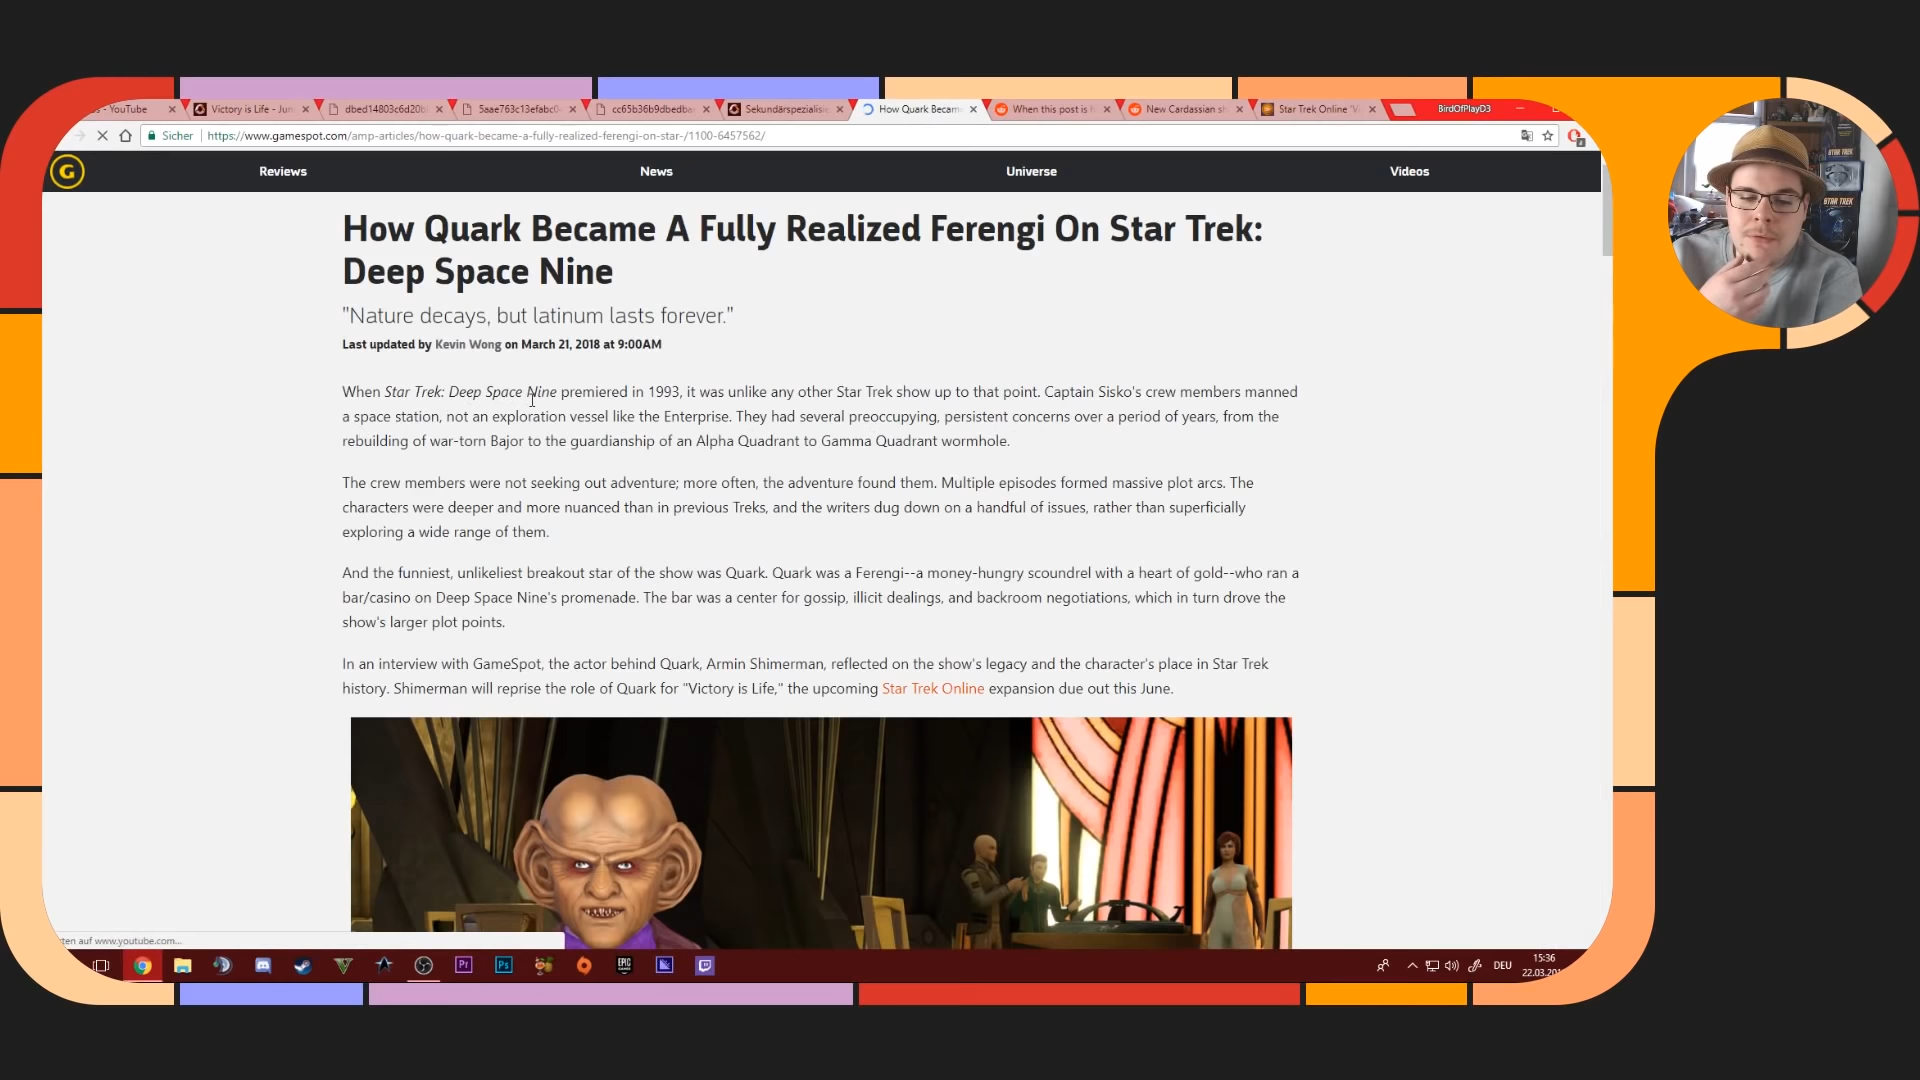 s - YouTube
Victory is Life - Jun
dbed14803c6d20b
5aae763c13efabc0
cc65b36b9dbedba
Sekundärspezialisi
How Quark Became
When this post is h
New Cardassian sh
Star Trek Online 'V
BirdOfPlayD3
Sicher
https://www.gamespot.com/amp-articles/how-quark-became-a-fully-realized-ferengi-on-star-/1100-6457562/
G
Reviews
News
Universe
Videos
STAR TREK
STAR TREK
How Quark Became A Fully Realized Ferengi On Star Trek:
Deep Space Nine
"Nature decays, but latinum lasts forever."
Last updated by Kevin Wong on March 21, 2018 at 9:00AM
When Star Trek: Deep Space Nine premiered in 1993, it was unlike any other Star Trek show up to that point. Captain Sisko's crew members manned
a space station, not an exploration vessel like the Enterprise. They had several preoccupying, persistent concerns over a period of years, from the
rebuilding of war-torn Bajor to the guardianship of an Alpha Quadrant to Gamma Quadrant wormhole.
The crew members were not seeking out adventure; more often, the adventure found them. Multiple episodes formed massive plot arcs. The
characters were deeper and more nuanced than in previous Treks, and the writers dug down on a handful of issues, rather than superficially
exploring a wide range of them.
And the funniest, unlikeliest breakout star of the show was Quark. Quark was a Ferengi--a money-hungry scoundrel with a heart of gold--who ran a
bar/casino on Deep Space Nine's promenade. The bar was a center for gossip, illicit dealings, and backroom negotiations, which in turn drove the
show's larger plot points.
In an interview with GameSpot, the actor behind Quark, Armin Shimerman, reflected on the show's legacy and the character's place in Star Trek
history. Shimerman will reprise the role of Quark for "Victory is Life," the upcoming Star Trek Online expansion due out this June.
ten auf www.youtube.com...
Pr
Ps
EPIC
GAMES
DEU
15:36
22.03.20